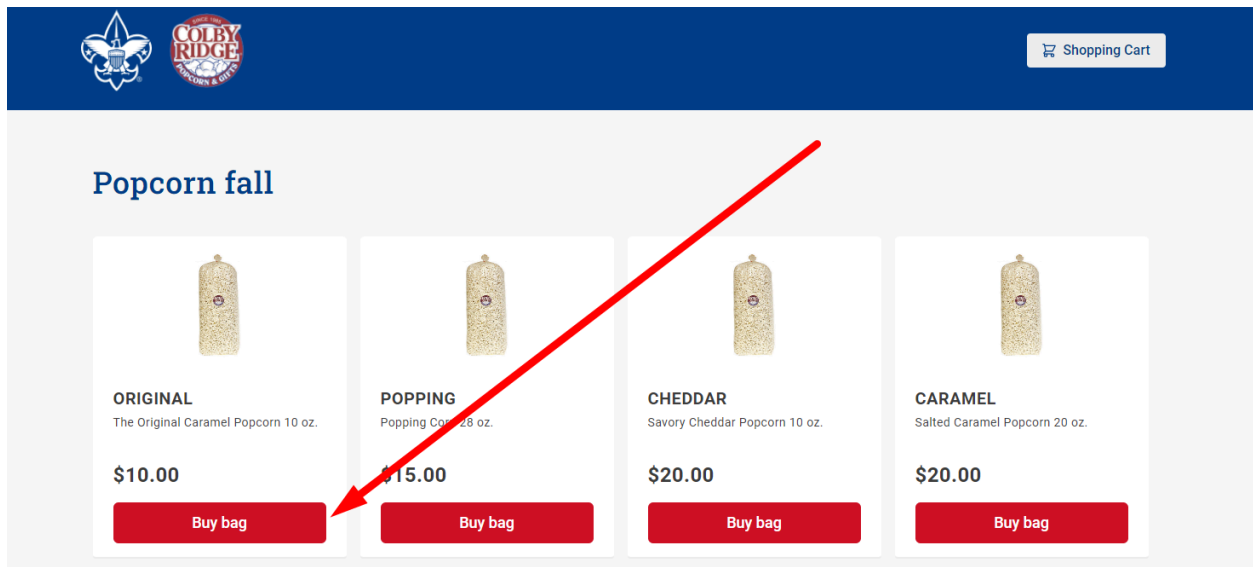 SINCE 1985
COLBY
RIDGE
POPCORN & GIFTS
Shopping Cart
Popcorn fall
ORIGINAL
The Original Caramel Popcorn 10 oz.
$10.00
Buy bag
POPPING
Popping Corn 28 oz.
$15.00
Buy bag
CHEDDAR
Savory Cheddar Popcorn 10 oz.
$20.00
Buy bag
CARAMEL
Salted Caramel Popcorn 20 oz.
$20.00
Buy bag